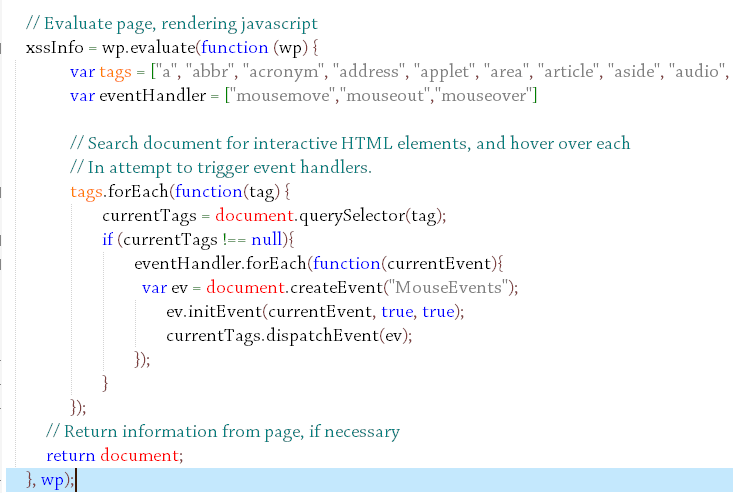 // Evaluate page, rendering javascript
xssInfo = wp.evaluate(function (wp) {
var tags = ["a", "abbr", "acronym", "address", "applet", "area", "article", "aside", "audio",
var eventHandler = ["mousemove","mouseout","mouseover"]
// Search document for interactive HTML elements, and hover over each
// In attempt to trigger event handlers.
tags.forEach(function(tag) {
currentTags = document.querySelector(tag);
if (currentTags !== null){
eventHandler.forEach(function(currentEvent){
var ev = document.createEvent("MouseEvents");
ev.initEvent(currentEvent, true, true);
currentTags.dispatchEvent(ev);
});
}
});
// Return information from page, if necessary
return document;
}, wp);